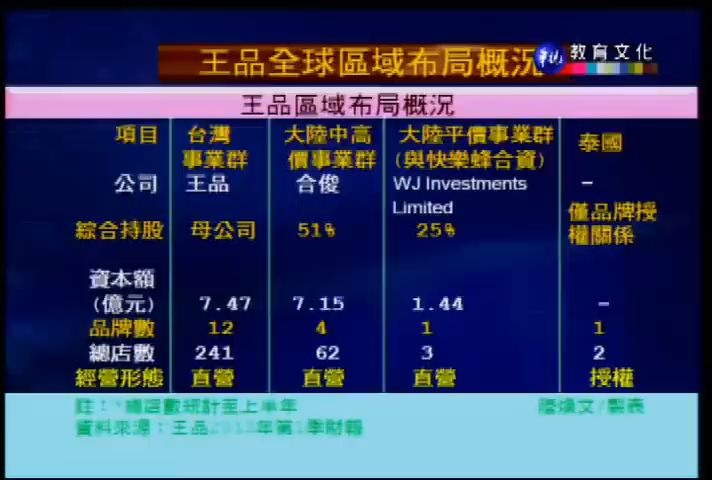 王品全球區域布局概況
華視 教育文化
王品區域布局概況
項目 台灣事業群 大陸中高價事業群 大陸平價事業群(與快樂蜂合資) 泰國
公司 王品 合俊 WJ Investments Limited –
綜合持股 母公司 51% 25% 僅品牌授權關係
資本額(億元) 7.47 7.15 1.44 –
品牌數 12 4 1 1
總店數 241 62 3 2
經營形態 直營 直營 直營 授權
註：總店數統計至上半年
資料來源：王品 年第 季財報
/製表